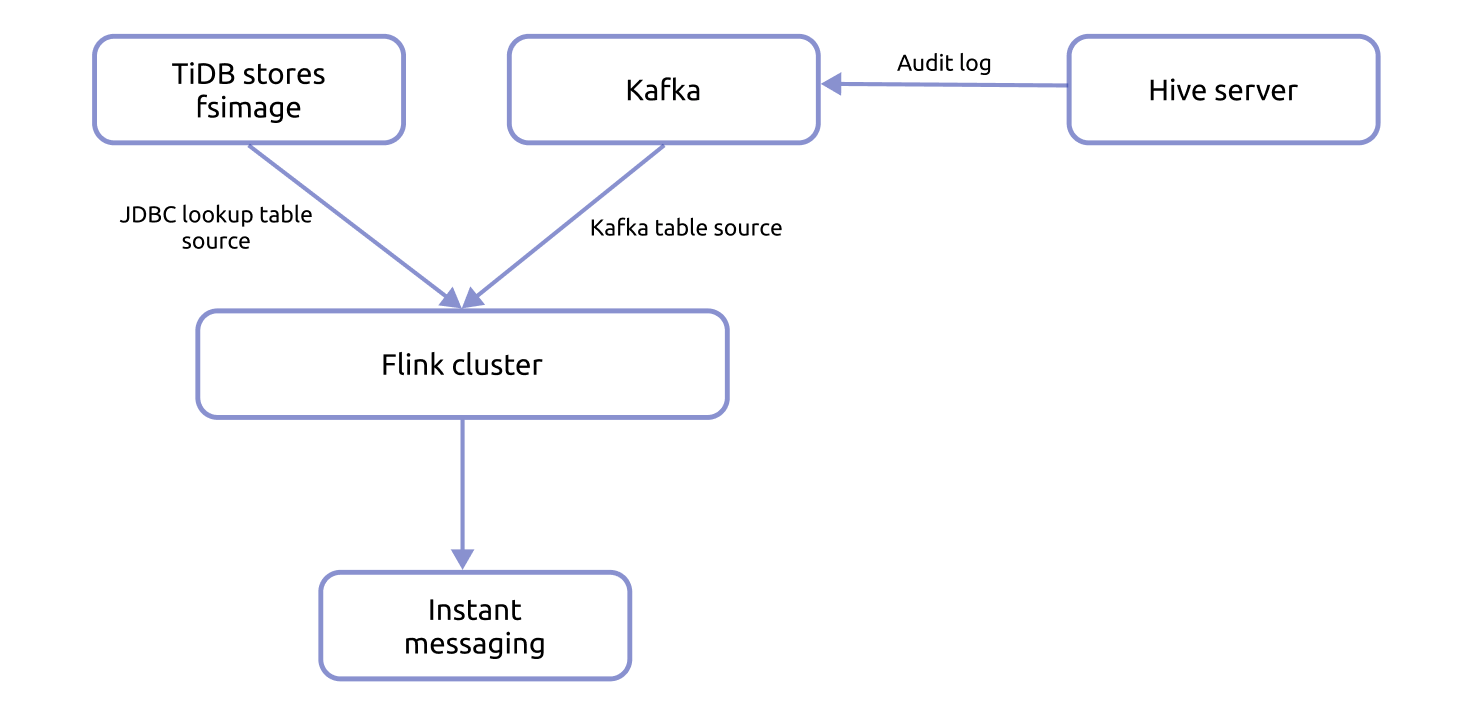 TiDB stores
fsimage
Kafka
Audit log
Hive server
JDBC lookup table
source
Kafka table source
Flink cluster
Instant
messaging